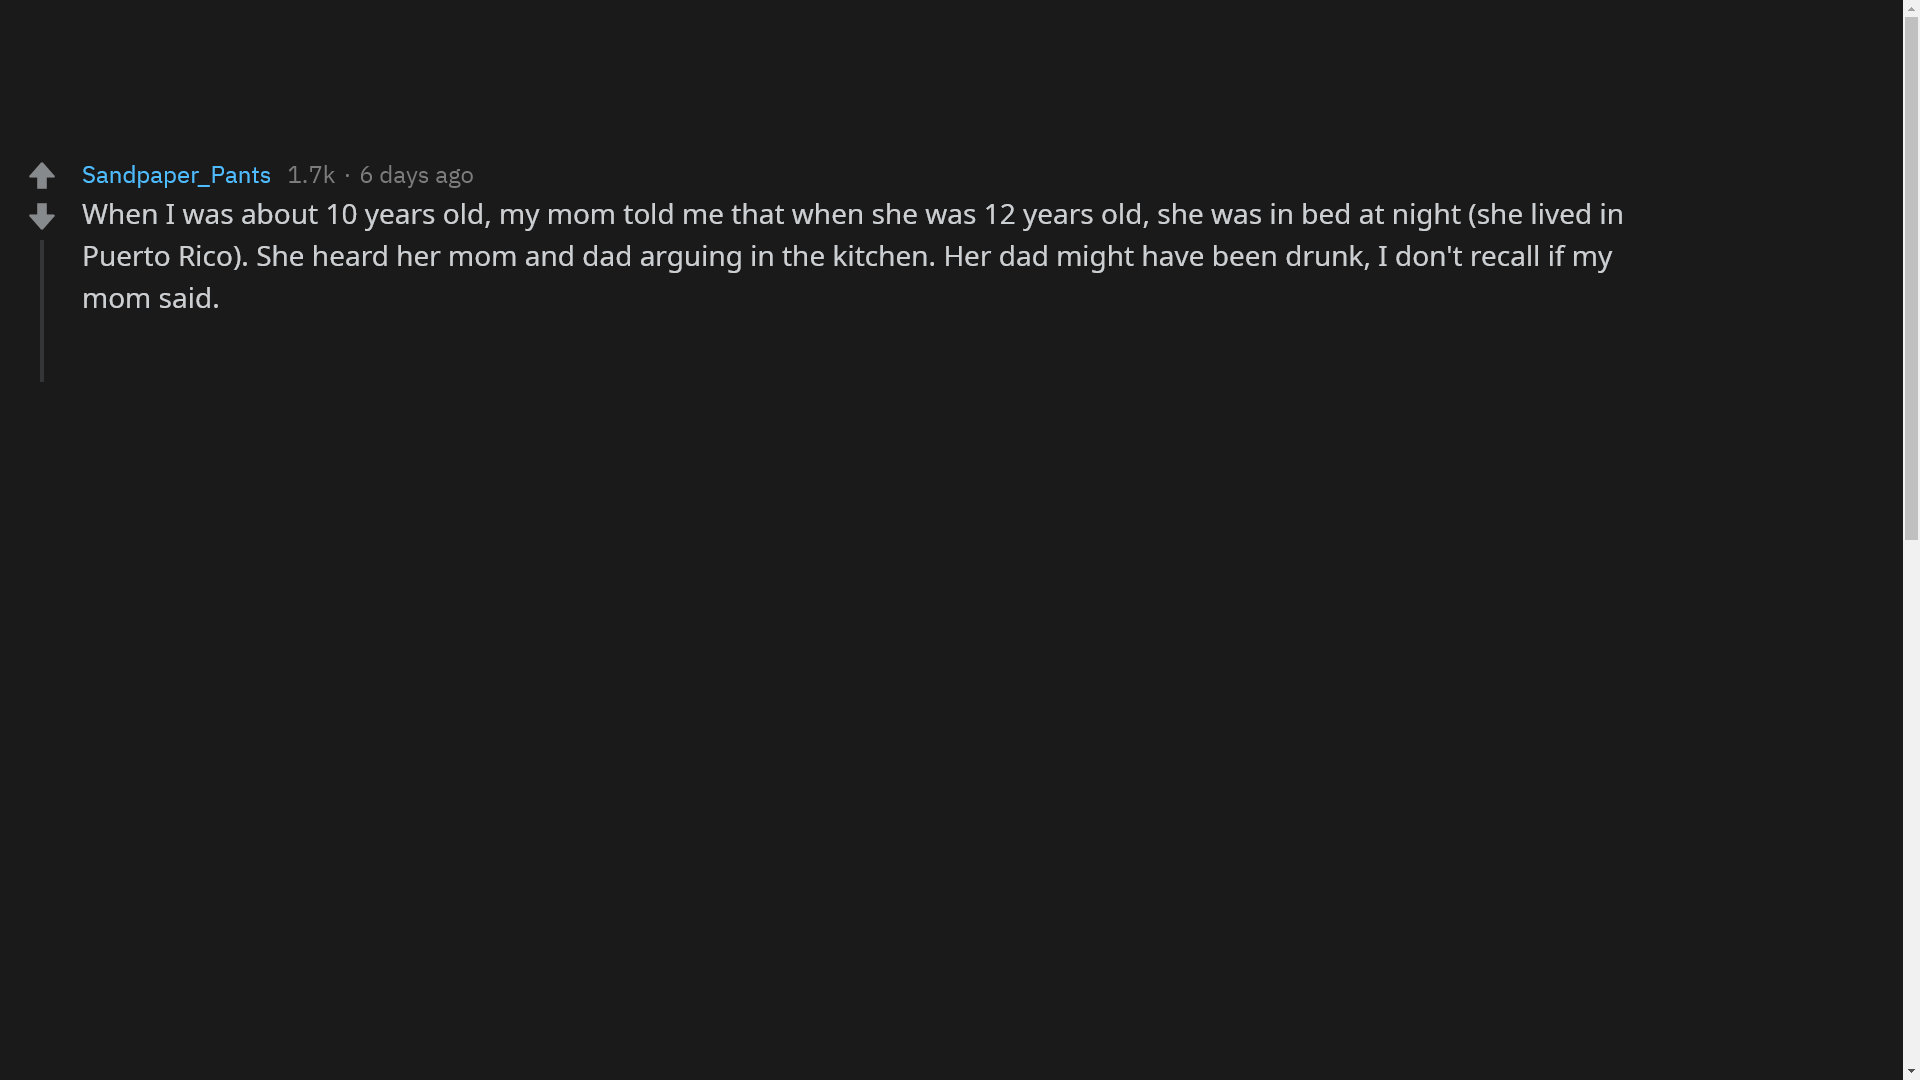 Sandpaper_Pants 1.7k · 6 days ago
When I was about 10 years old, my mom told me that when she was 12 years old, she was in bed at night (she lived in
Puerto Rico). She heard her mom and dad arguing in the kitchen. Her dad might have been drunk, I don't recall if my
mom said.